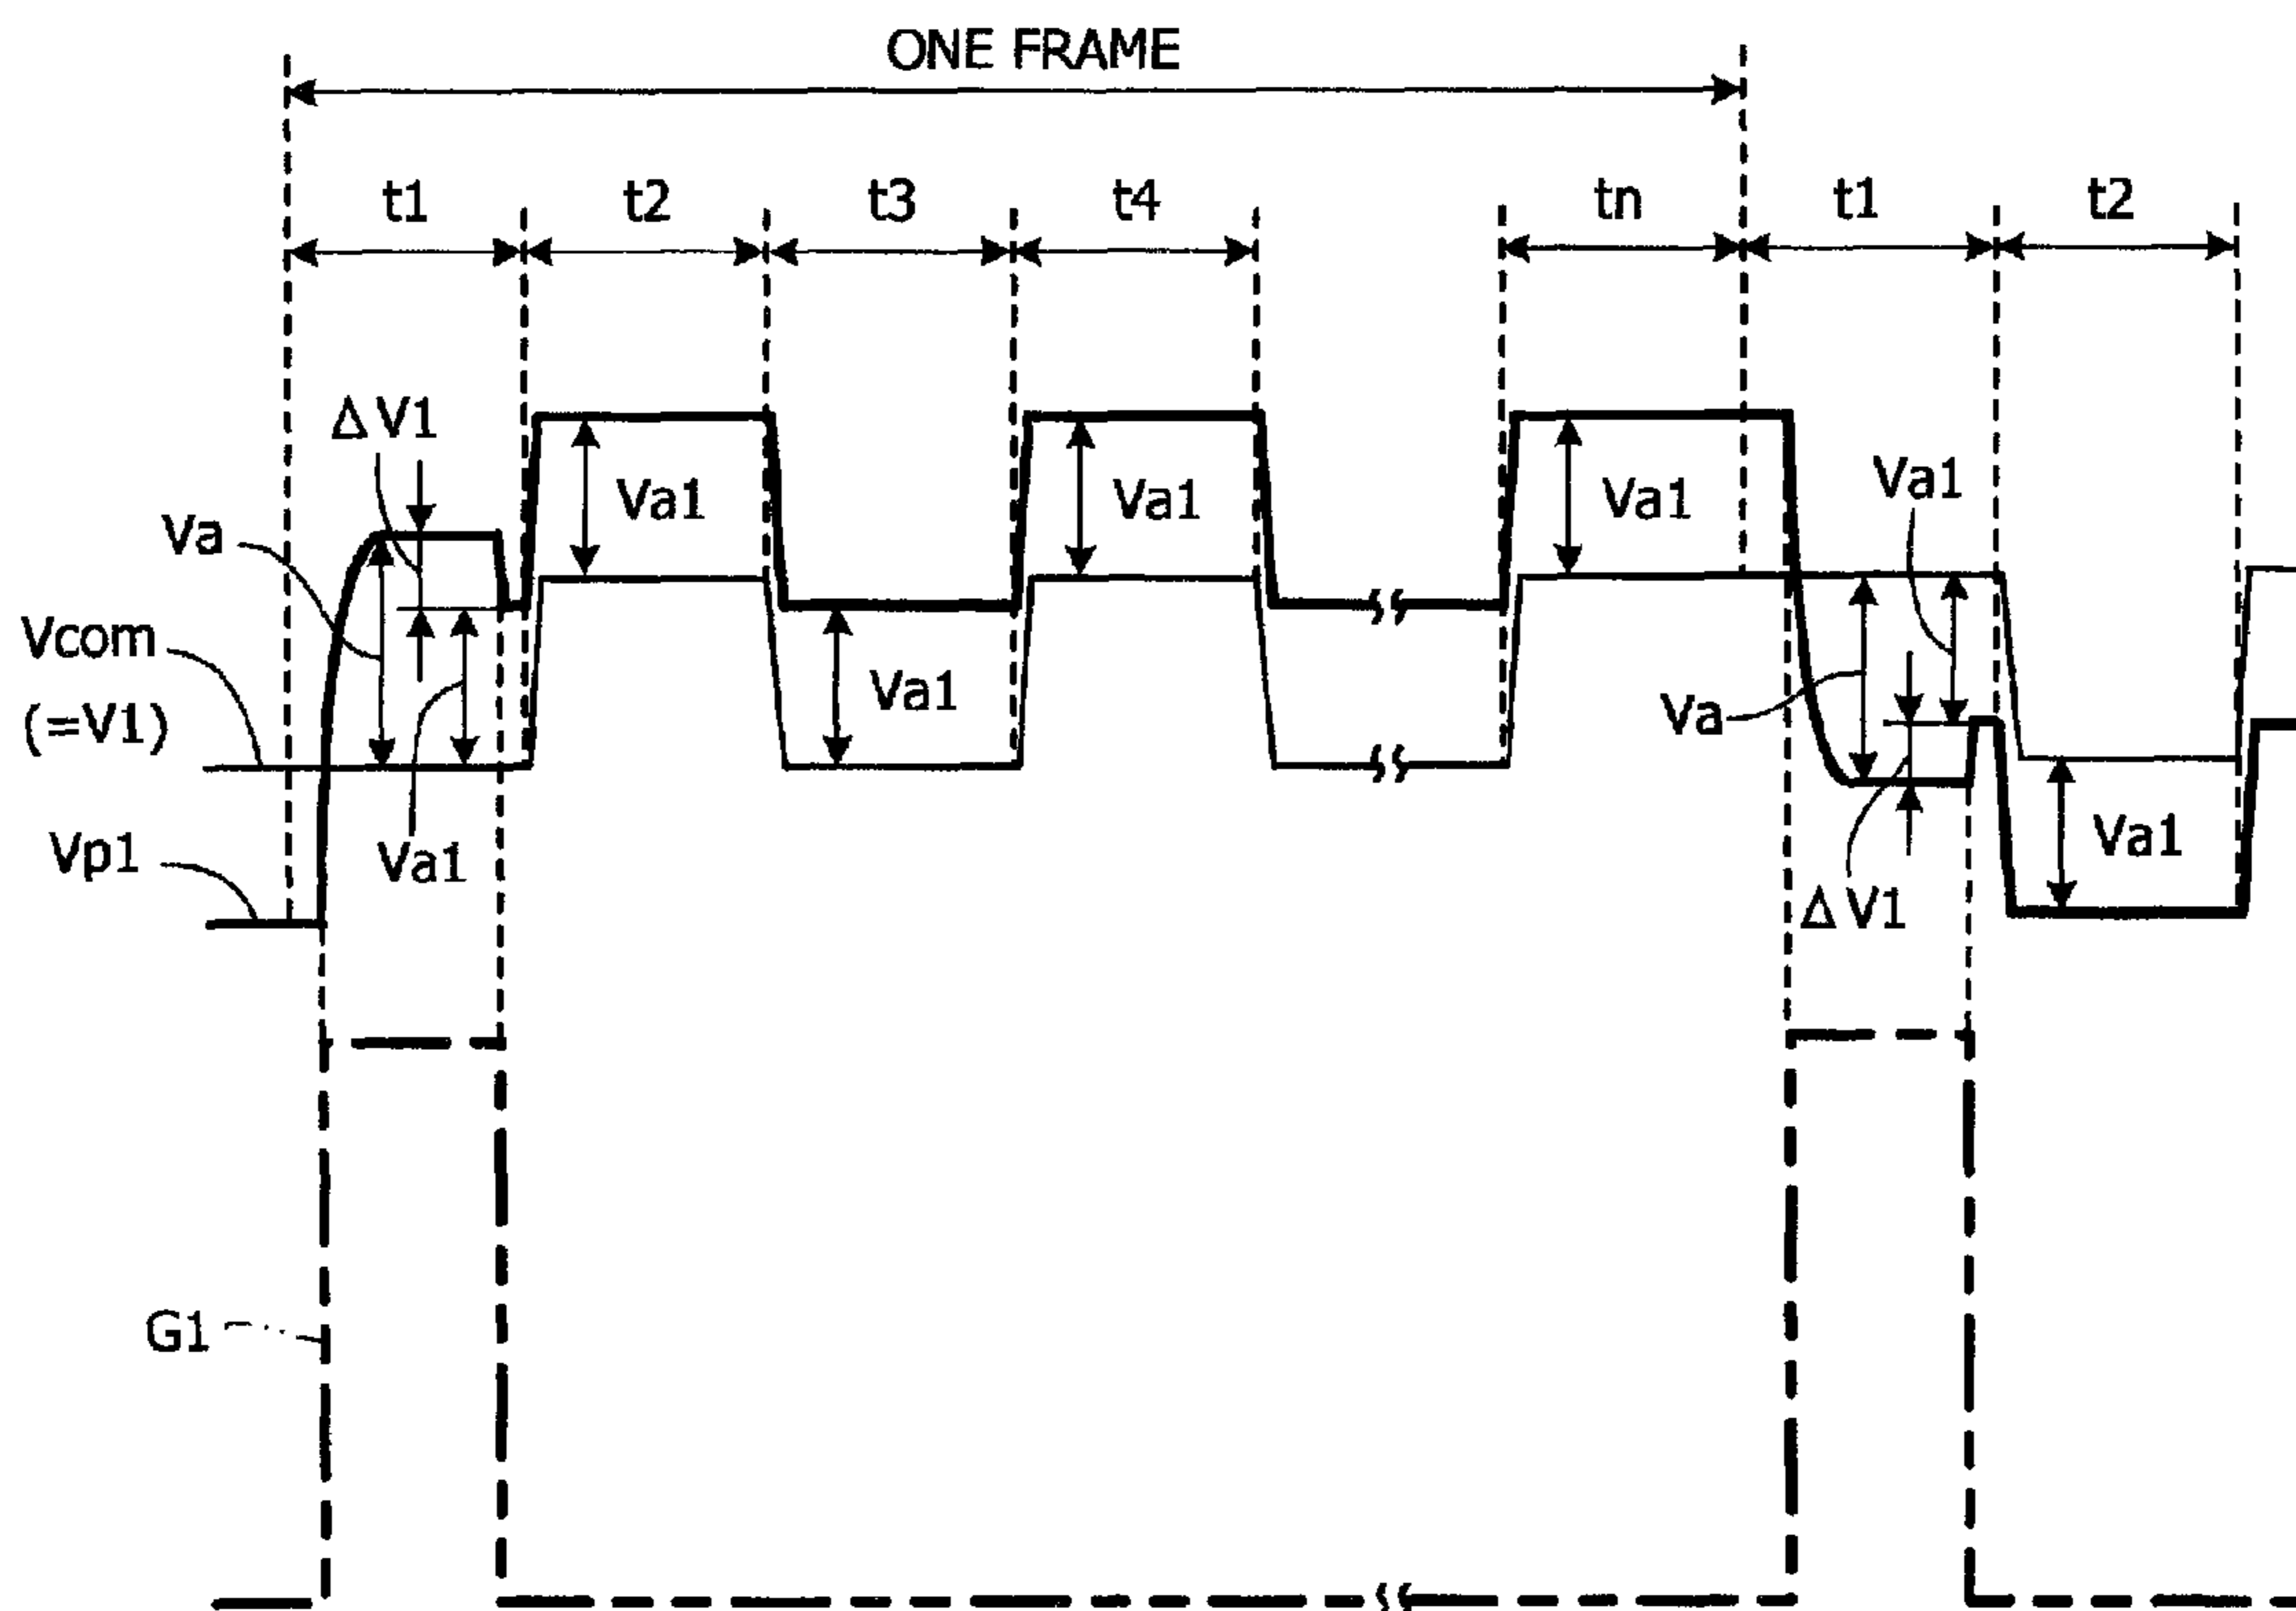 ONE FRAME
t1 t2 t3 t4 tn t1 t2
ΔV1
Va1 Va1 Va1 Va1
Va
Vcom
(=V1)
Va1 Va
Vp1 Va1 Va1
ΔV1
G1